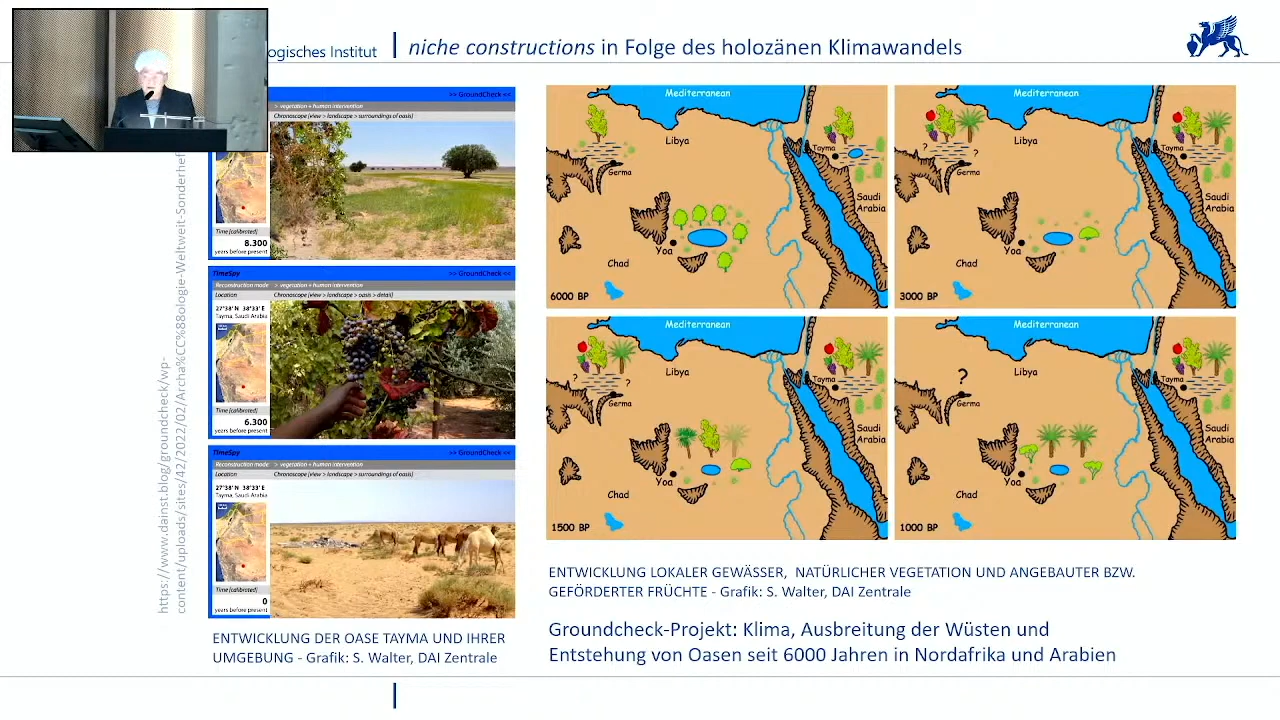 ogisches Institut
niche constructions in Folge des holozänen Klimawandels
>> GroundCheck <<
> vegetation + human intervention
Chronoscope [view > landscape > surroundings of oasis]
Time [calibrated]
8.300
years before present
TimeSpy
>> GroundCheck <<
Reconstruction mode > vegetation + human intervention
Location
Chronoscope [view > landscape > oasis > detail]
27°38' N 38°33' E
Tayma, Saudi Arabia
Time [calibrated]
6.300
years before present
TimeSpy
>> GroundCheck <<
Reconstruction mode > vegetation + human intervention
Location
Chronoscope [view > landscape > surroundings of oasis]
27°38' N 38°33' E
Tayma, Saudi Arabia
Time [calibrated]
0
years before present
https://www.dainst.blog/groundcheck/wp-
content/uploads/sites/42/2022/02/Archa%CC%88ologie-Weltweit-Sonderhef
ENTWICKLUNG DER OASE TAYMA UND IHRER
UMGEBUNG - Grafik: S. Walter, DAI Zentrale
Mediterranean
Libya
Tayma
Germa
Saudi
Arabia
Yoa
Chad
6000 BP
Mediterranean
Libya
Tayma
? ?
Germa
Saudi
Arabia
Yoa
Chad
3000 BP
Mediterranean
Libya
Tayma
? ?
Germa
Saudi
Arabia
Yoa
Chad
1500 BP
Mediterranean
Libya
?
Tayma
Germa
Saudi
Arabia
Yoa
Chad
1000 BP
ENTWICKLUNG LOKALER GEWÄSSER, NATÜRLICHER VEGETATION UND ANGEBAUTER BZW.
GEFÖRDERTER FRÜCHTE - Grafik: S. Walter, DAI Zentrale
Groundcheck-Projekt: Klima, Ausbreitung der Wüsten und
Entstehung von Oasen seit 6000 Jahren in Nordafrika und Arabien